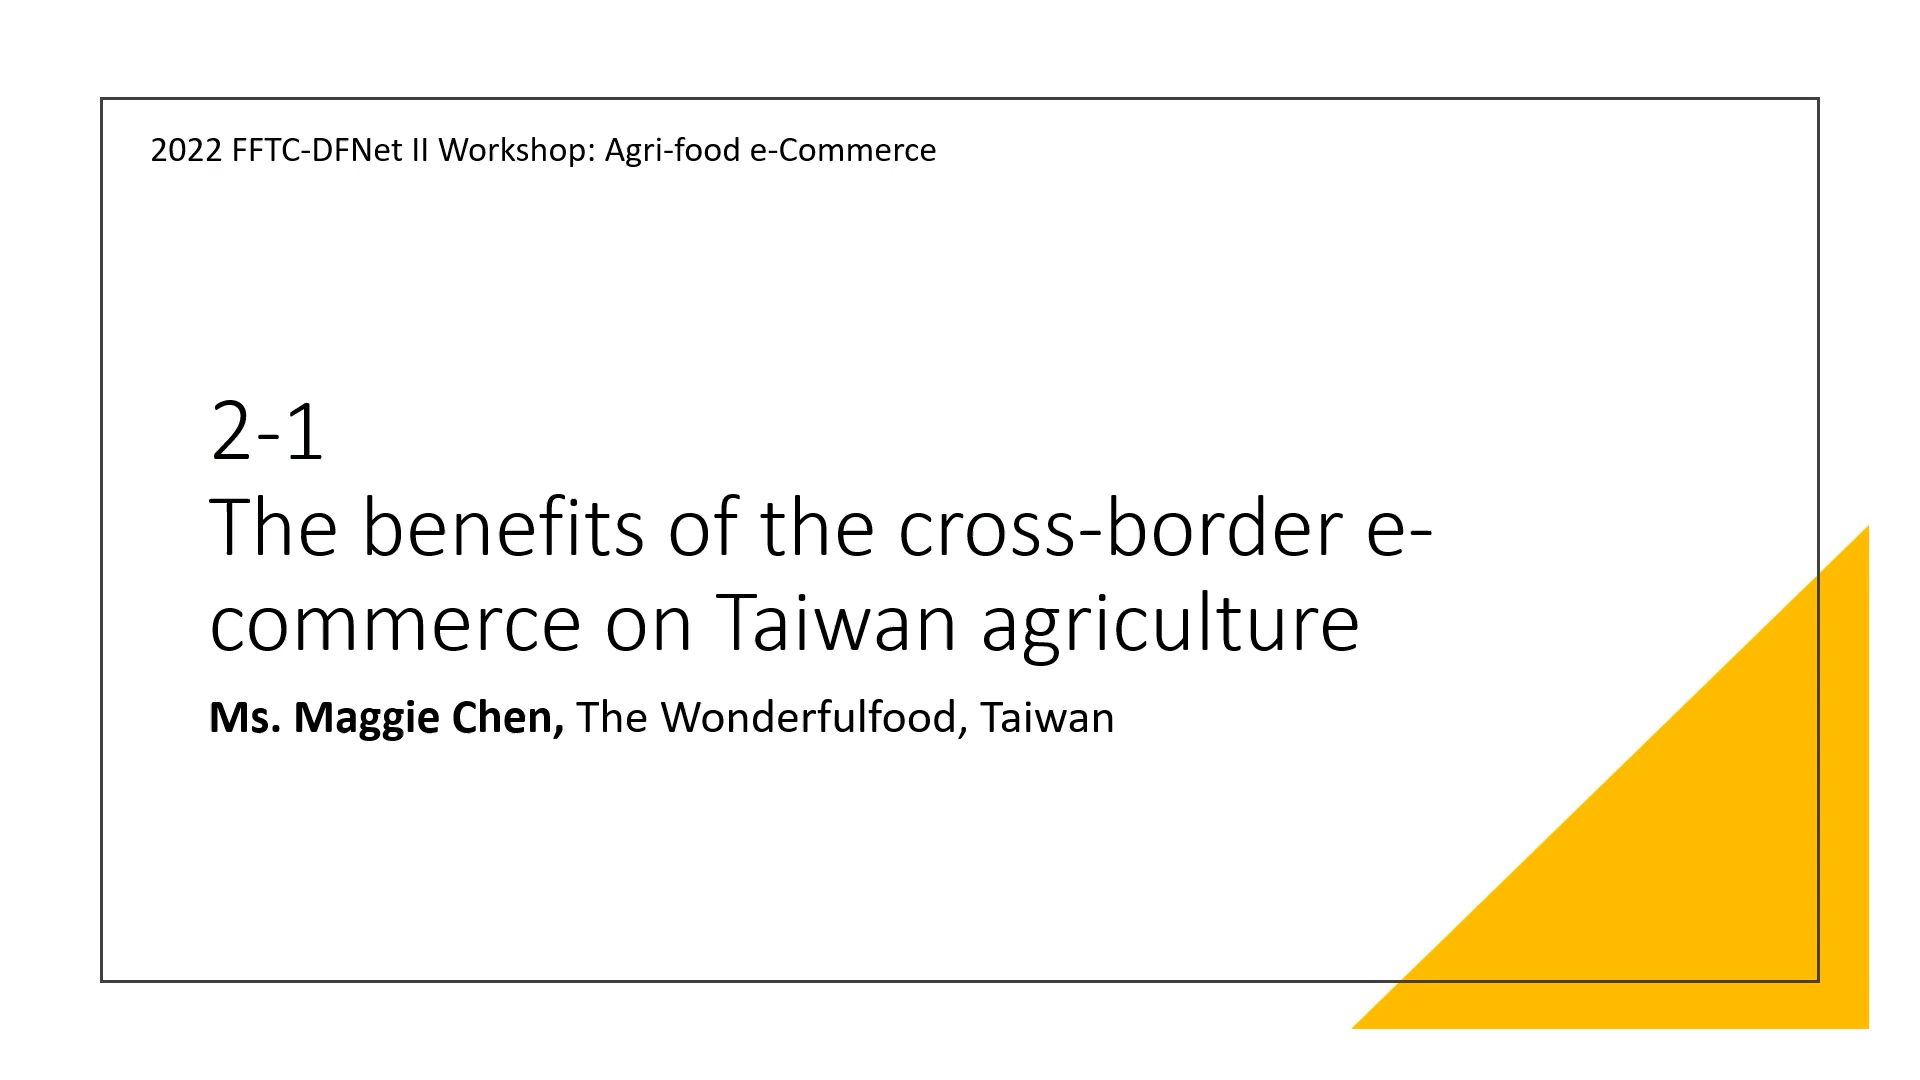 2022 FFTC-DFNet II Workshop: Agri-food e-Commerce
2-1
The benefits of the cross-border e-
commerce on Taiwan agriculture
Ms. Maggie Chen, The Wonderfulfood, Taiwan